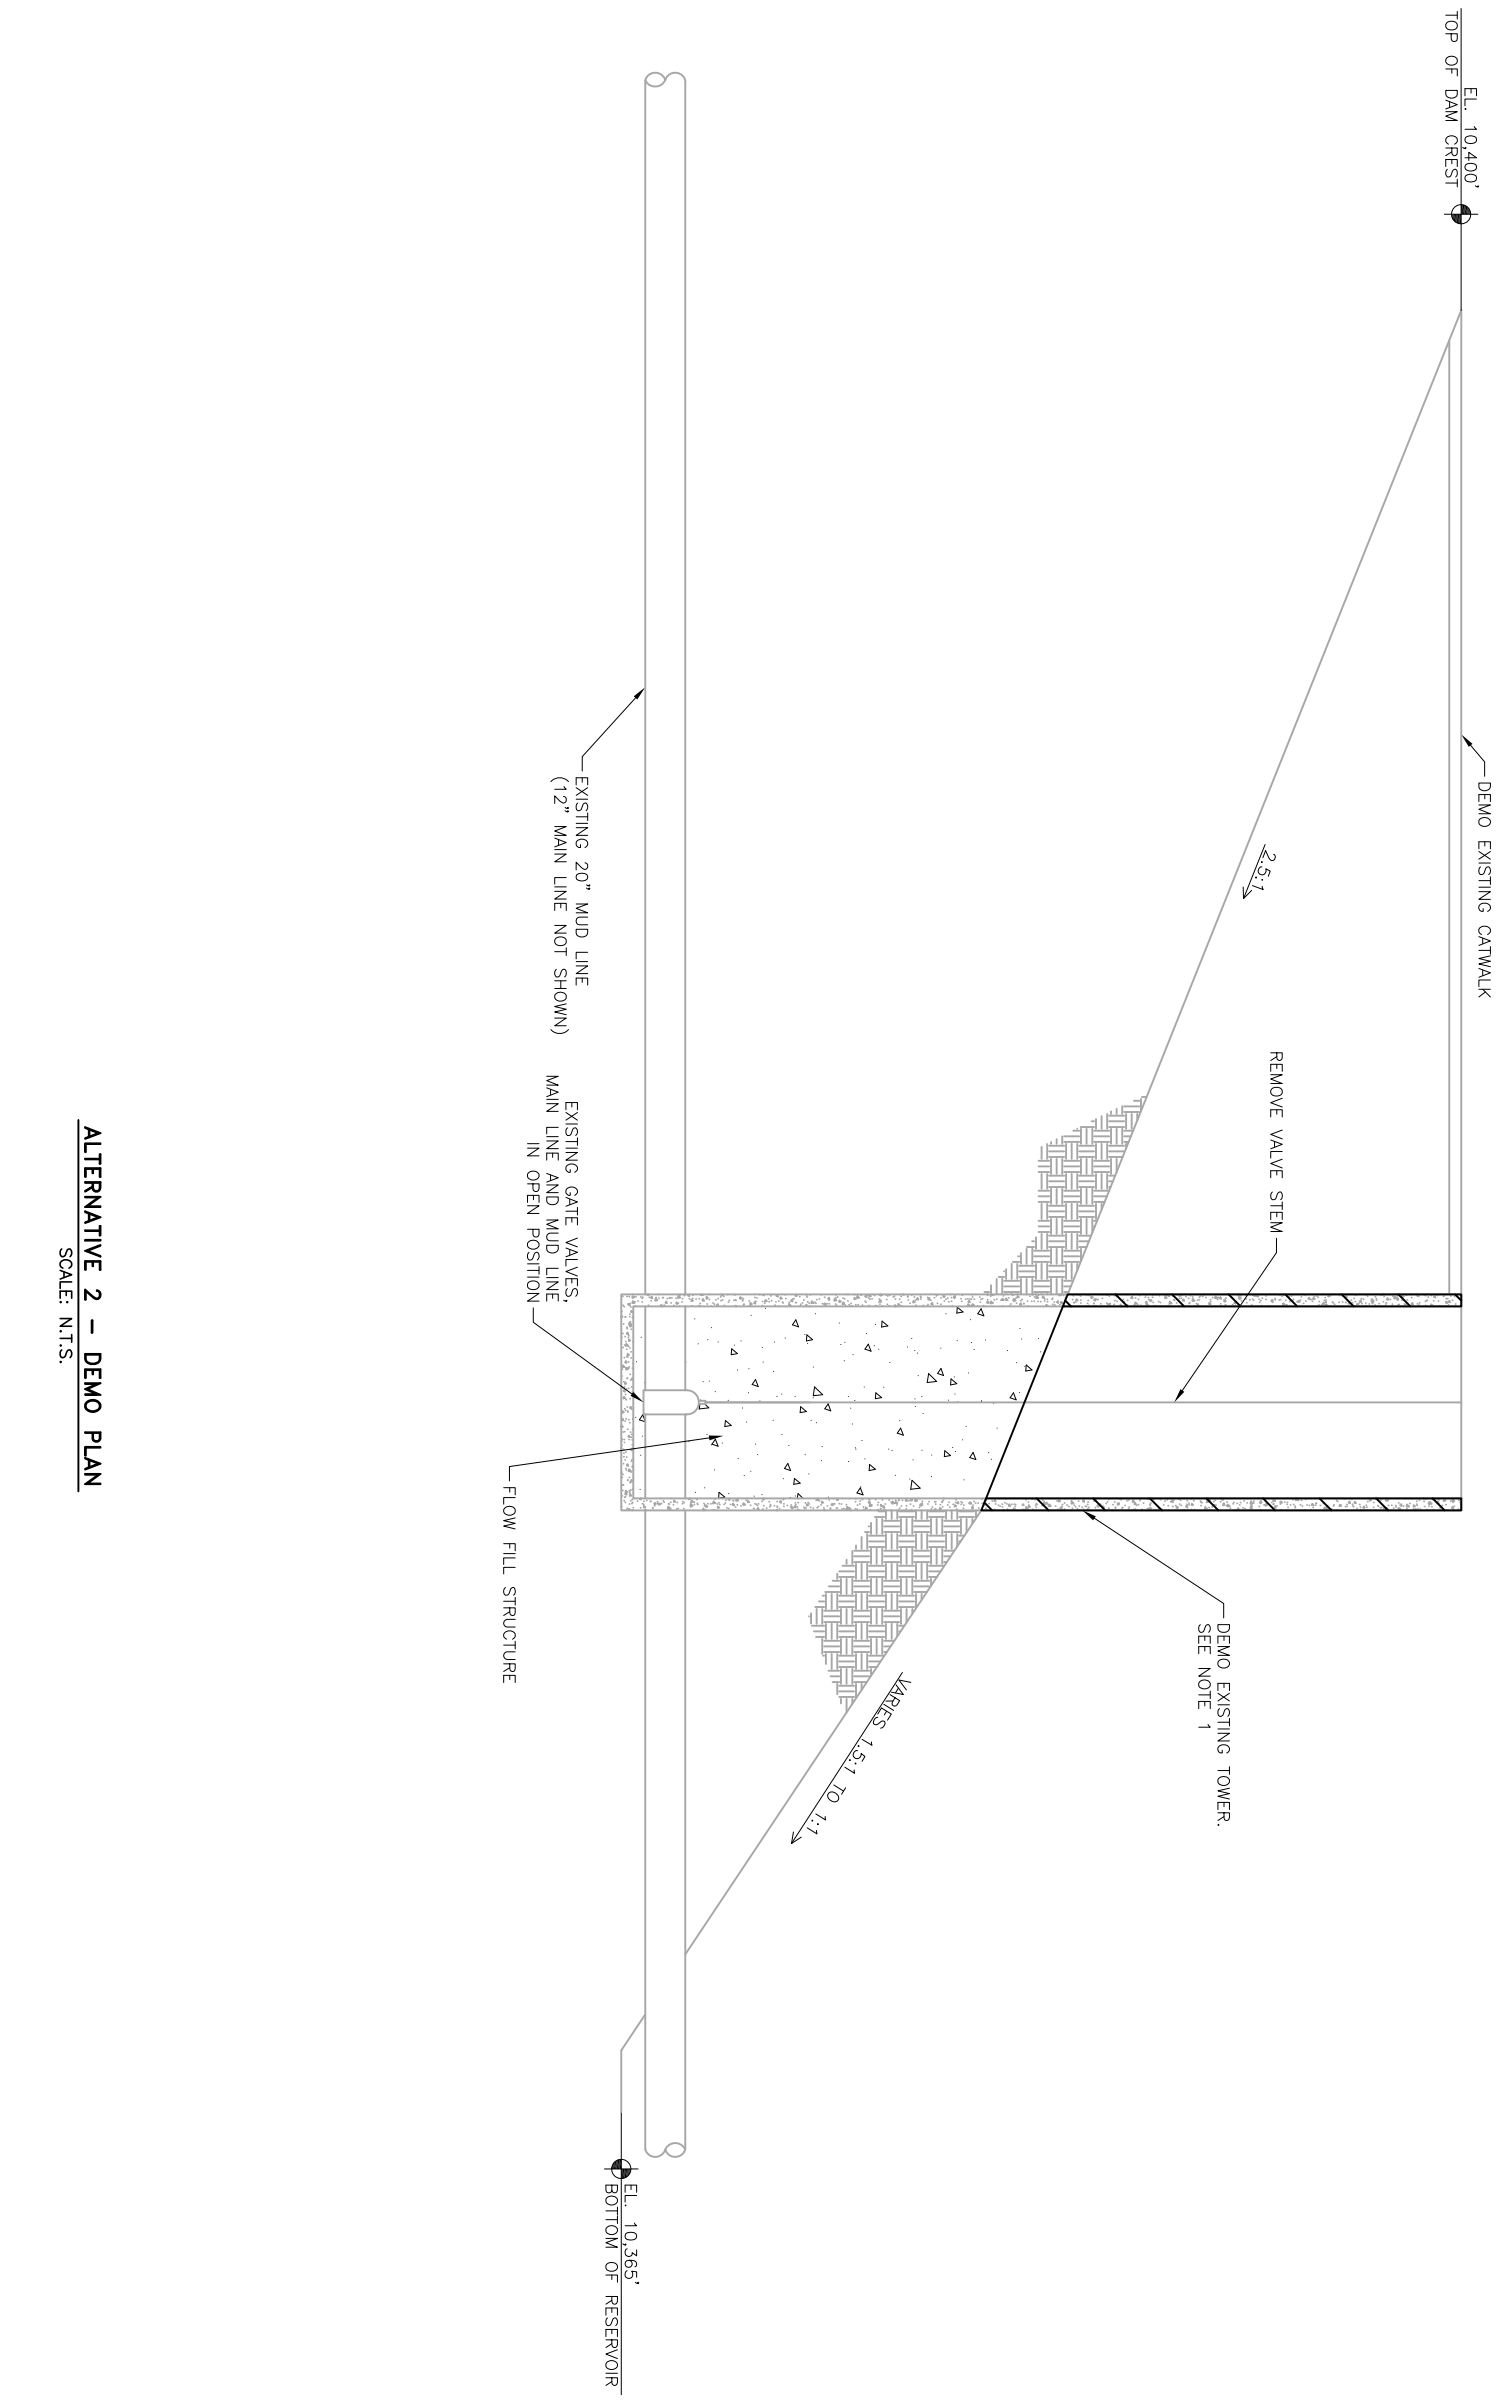 EL. 10,400'
TOP OF DAM CREST
DEMO EXISTING CATWALK
2.5:1
REMOVE VALVE STEM
DEMO EXISTING TOWER.
SEE NOTE 1
VARIES 1.5:1 TO 1:1
EXISTING 20" MUD LINE
(12" MAIN LINE NOT SHOWN)
EXISTING GATE VALVES,
MAIN LINE AND MUD LINE
IN OPEN POSITION
FLOW FILL STRUCTURE
EL. 10,365'
BOTTOM OF RESERVOIR
ALTERNATIVE 2 – DEMO PLAN
SCALE: N.T.S.